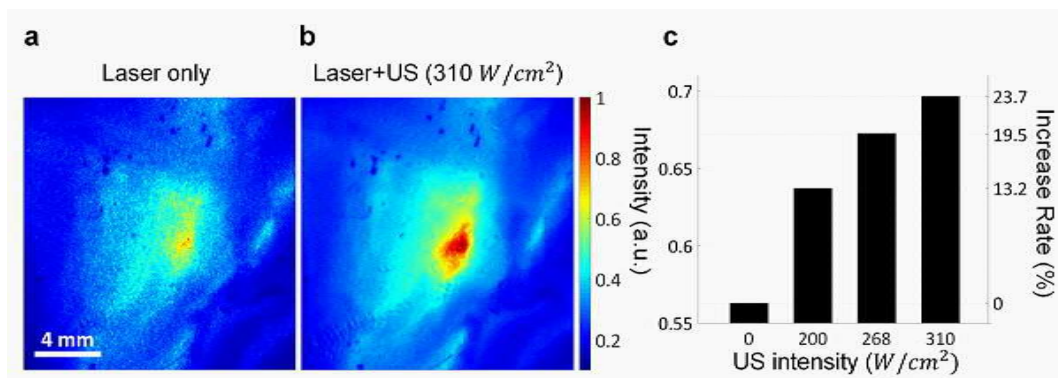 a
Laser only
4 mm
b
Laser+US (310 W/cm²)
1
0.8
0.6
0.4
0.2
Intensity (a.u.)
c
0.7
0.65
0.6
0.55
0 200 268 310
US intensity (W/cm²)
23.7
19.5
13.2
0
Increase Rate (%)